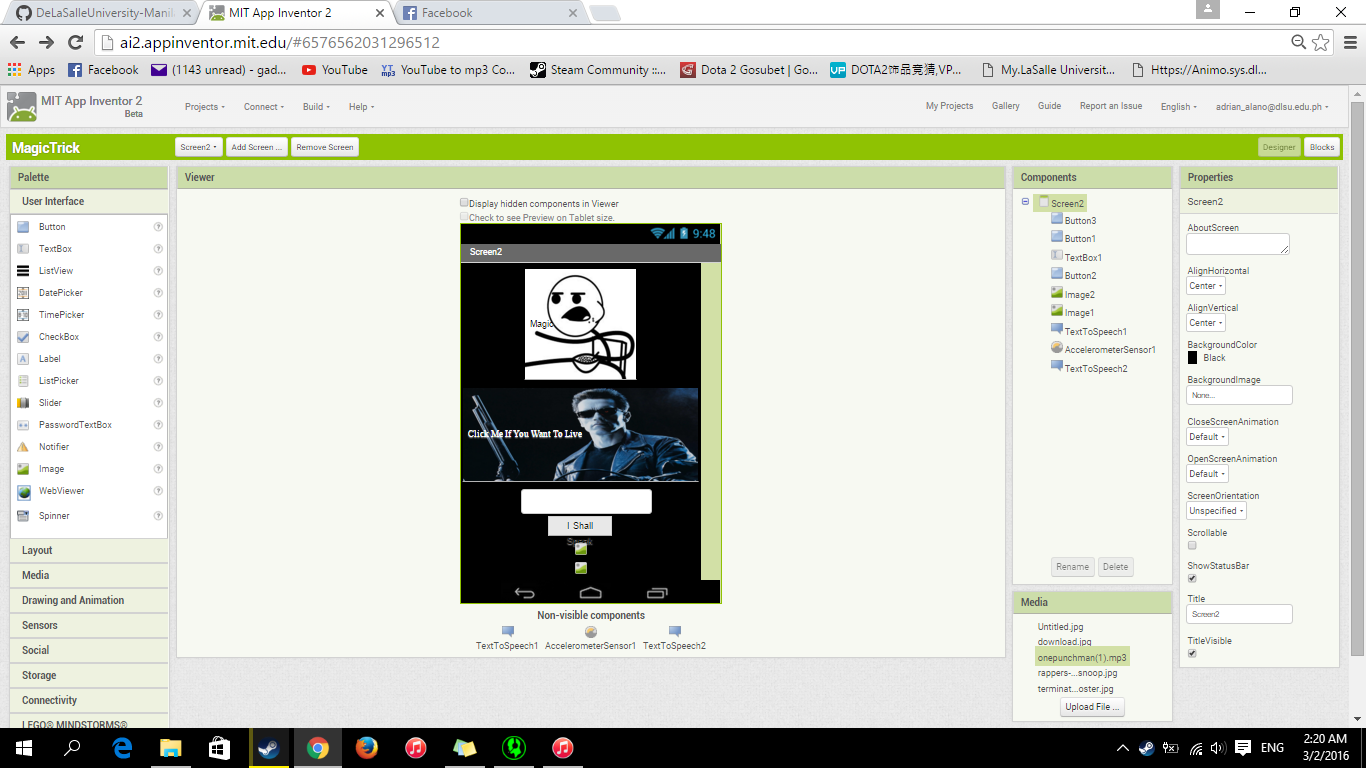 DeLaSalleUniversity-Manil
MIT App Inventor 2
Facebook
ai2.appinventor.mit.edu/#6576562031296512
Apps Facebook (1143 unread) - gad... YouTube YouTube to mp3 Co... Steam Community ::... Dota 2 Gosubet | Go... DOTA2饰品竞猜,VP... My.LaSalle Universit... Https://Animo.sys.dl...
MIT App Inventor 2
Beta
Projects Connect Build Help My Projects Gallery Guide Report an Issue English adrian_alano@dlsu.edu.ph
MagicTrick Screen2 Add Screen ... Remove Screen Designer Blocks
Palette
User Interface
Button
TextBox
ListView
DatePicker
TimePicker
CheckBox
Label
ListPicker
Slider
PasswordTextBox
Notifier
Image
WebViewer
Spinner
Layout
Media
Drawing and Animation
Sensors
Social
Storage
Connectivity
LEGO® MINDSTORMS®
Viewer
Display hidden components in Viewer
Check to see Preview on Tablet size.
9:48
Screen2
Magic
Click Me If You Want To Live
I Shall
Speak
Non-visible components
TextToSpeech1 AccelerometerSensor1 TextToSpeech2
Components
Screen2
Button3
Button1
TextBox1
Button2
Image2
Image1
TextToSpeech1
AccelerometerSensor1
TextToSpeech2
Rename Delete
Media
Untitled.jpg
download.jpg
onepunchman(1).mp3
rappers-...snoop.jpg
terminat...oster.jpg
Upload File ...
Properties
Screen2
AboutScreen
AlignHorizontal
Center
AlignVertical
Center
BackgroundColor
Black
BackgroundImage
None...
CloseScreenAnimation
Default
OpenScreenAnimation
Default
ScreenOrientation
Unspecified
Scrollable
ShowStatusBar
Title
Screen2
TitleVisible
ENG
2:20 AM
3/2/2016